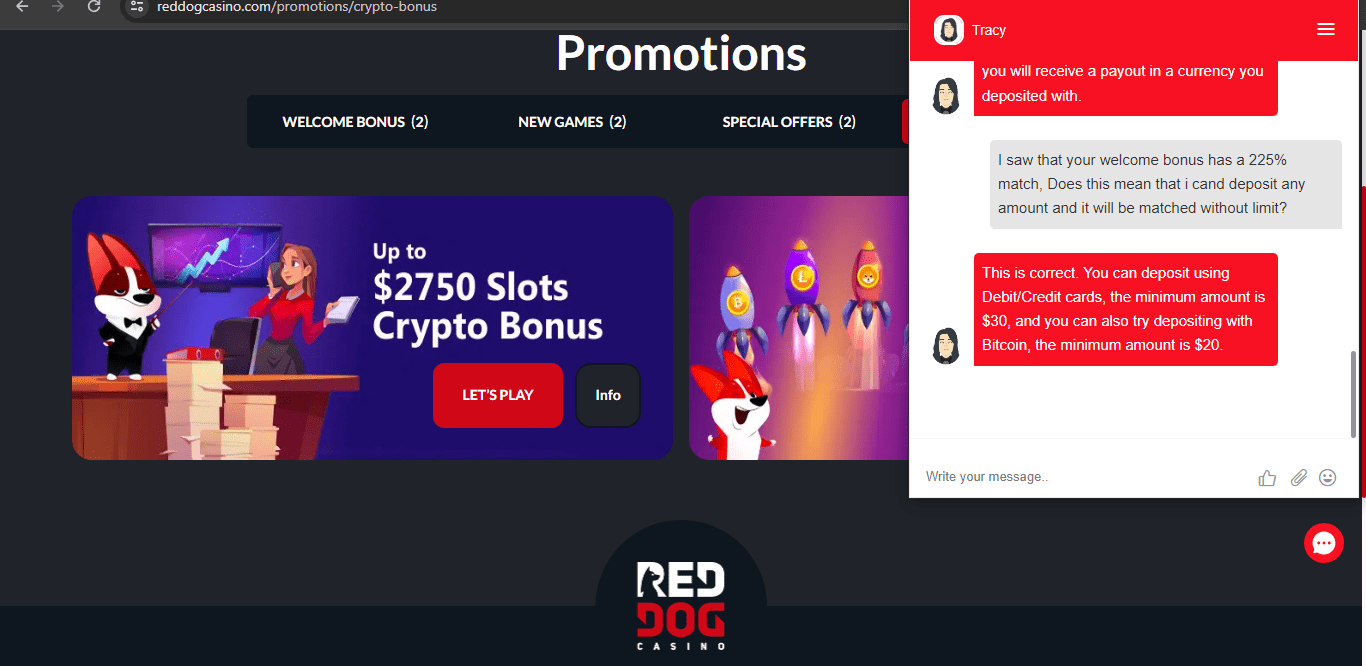 reddogcasino.com/promotions/crypto-bonus
Promotions
WELCOME BONUS (2)
NEW GAMES (2)
SPECIAL OFFERS (2)
Up to
$2750 Slots
Crypto Bonus
LET'S PLAY
Info
RED
DOG
CASINO
Tracy
you will receive a payout in a currency you
deposited with.
I saw that your welcome bonus has a 225%
match, Does this mean that i cand deposit any
amount and it will be matched without limit?
This is correct. You can deposit using
Debit/Credit cards, the minimum amount is
$30, and you can also try depositing with
Bitcoin, the minimum amount is $20.
Write your message..